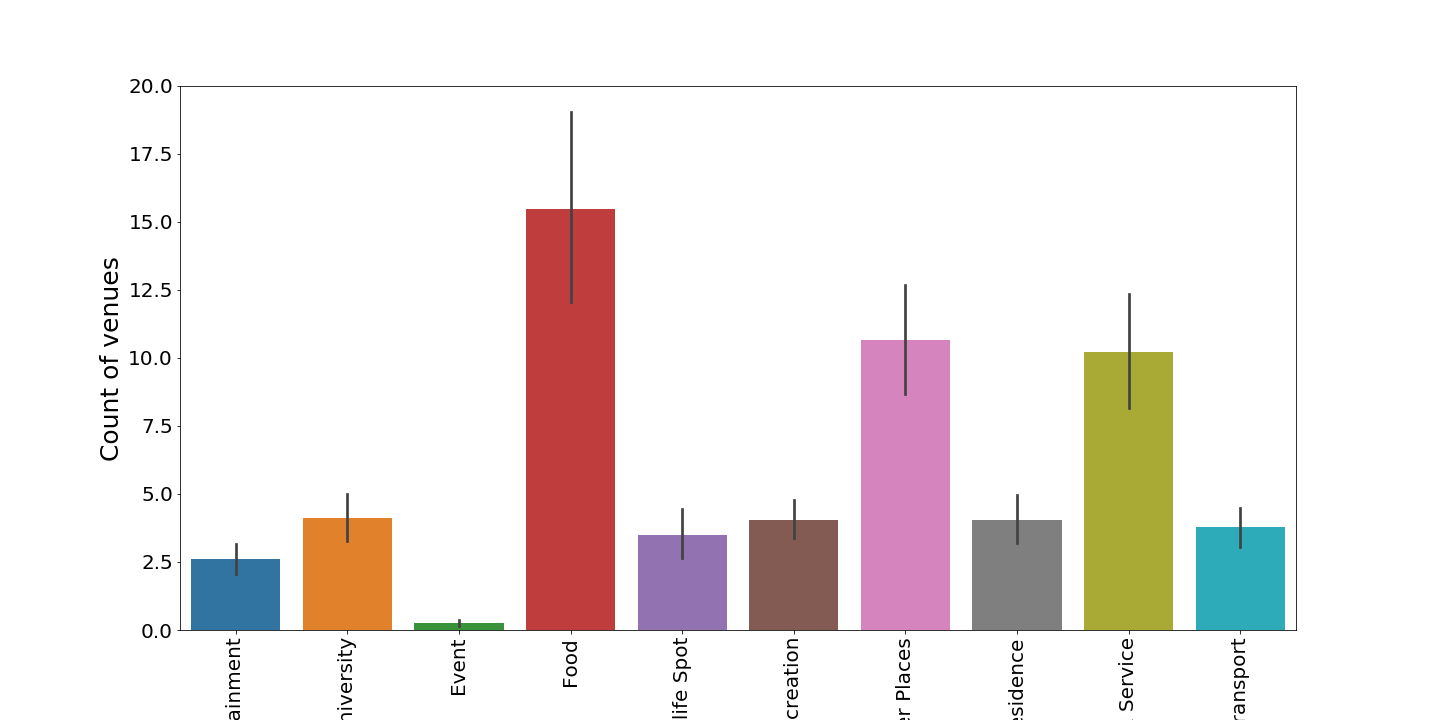 20.0
17.5
15.0
12.5
10.0
7.5
5.0
2.5
0.0
Count of venues
ainment
niversity
Event
Food
life Spot
creation
er Places
esidence
Service
ransport